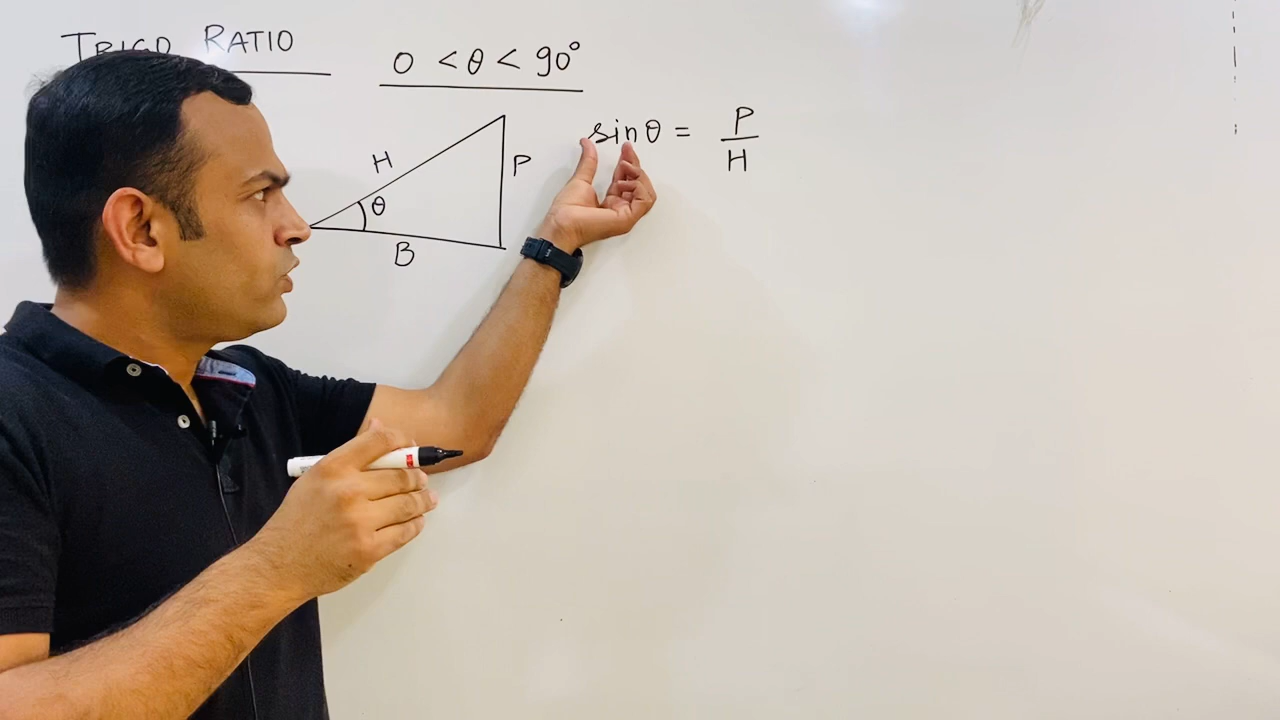 TRIGO RATIO
0 < θ < 90°
sinθ = P/H
H
P
θ
B